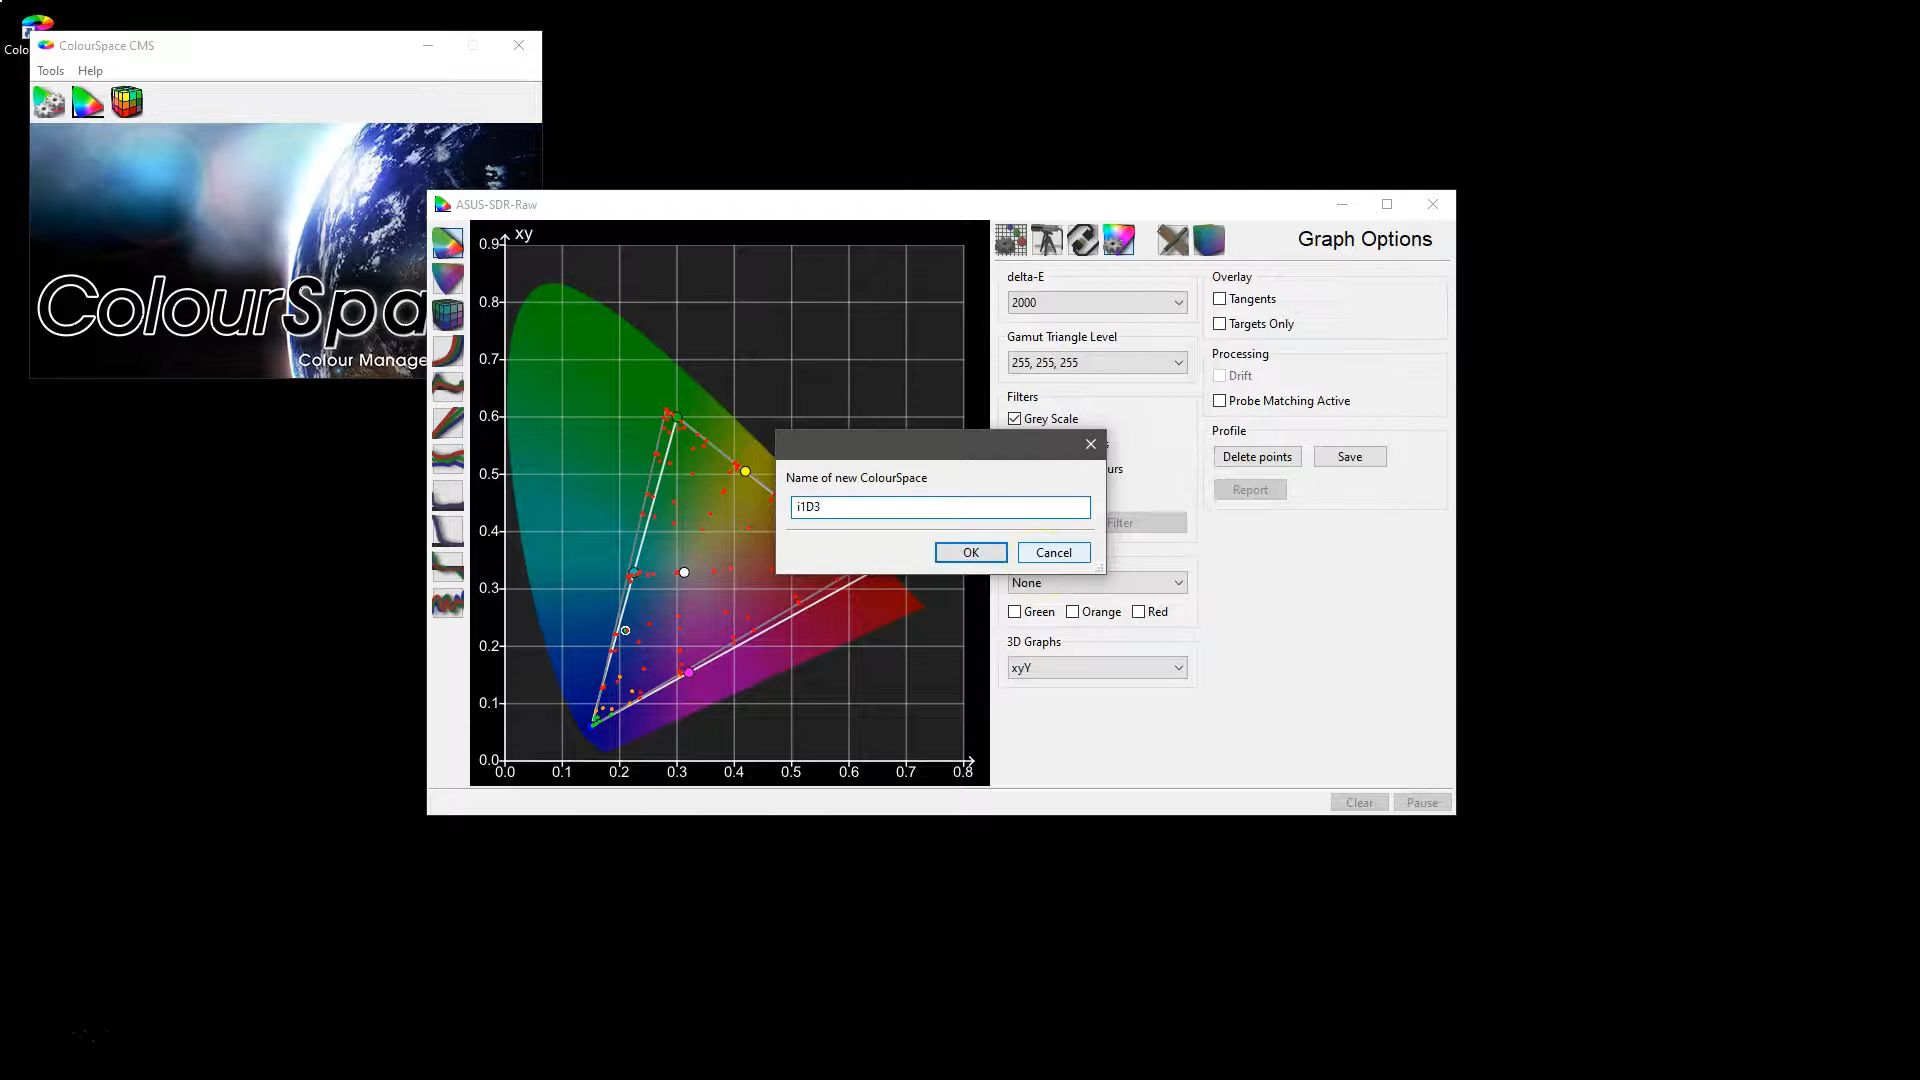 Colo
ColourSpace CMS
Tools Help
ColourSpa
Colour Manage
ASUS-SDR-Raw
xy
0.9
0.8
0.7
0.6
0.5
0.4
0.3
0.2
0.1
0.0
0.0 0.1 0.2 0.3 0.4 0.5 0.6 0.7 0.8
Graph Options
delta-E
2000
Gamut Triangle Level
255, 255, 255
Filters
Grey Scale
s
urs
Filter
None
Green Orange Red
3D Graphs
xyY
Overlay
Tangents
Targets Only
Processing
Drift
Probe Matching Active
Profile
Delete points Save
Report
Name of new ColourSpace
i1D3
OK Cancel
Clear Pause